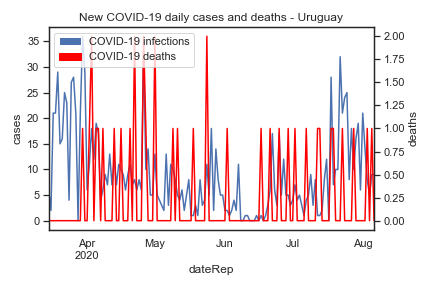 New COVID-19 daily cases and deaths - Uruguay
COVID-19 infections
COVID-19 deaths
35
30
25
20
15
10
5
0
cases
2.00
1.75
1.50
1.25
1.00
0.75
0.50
0.25
0.00
deaths
Apr
2020
May
Jun
Jul
Aug
dateRep